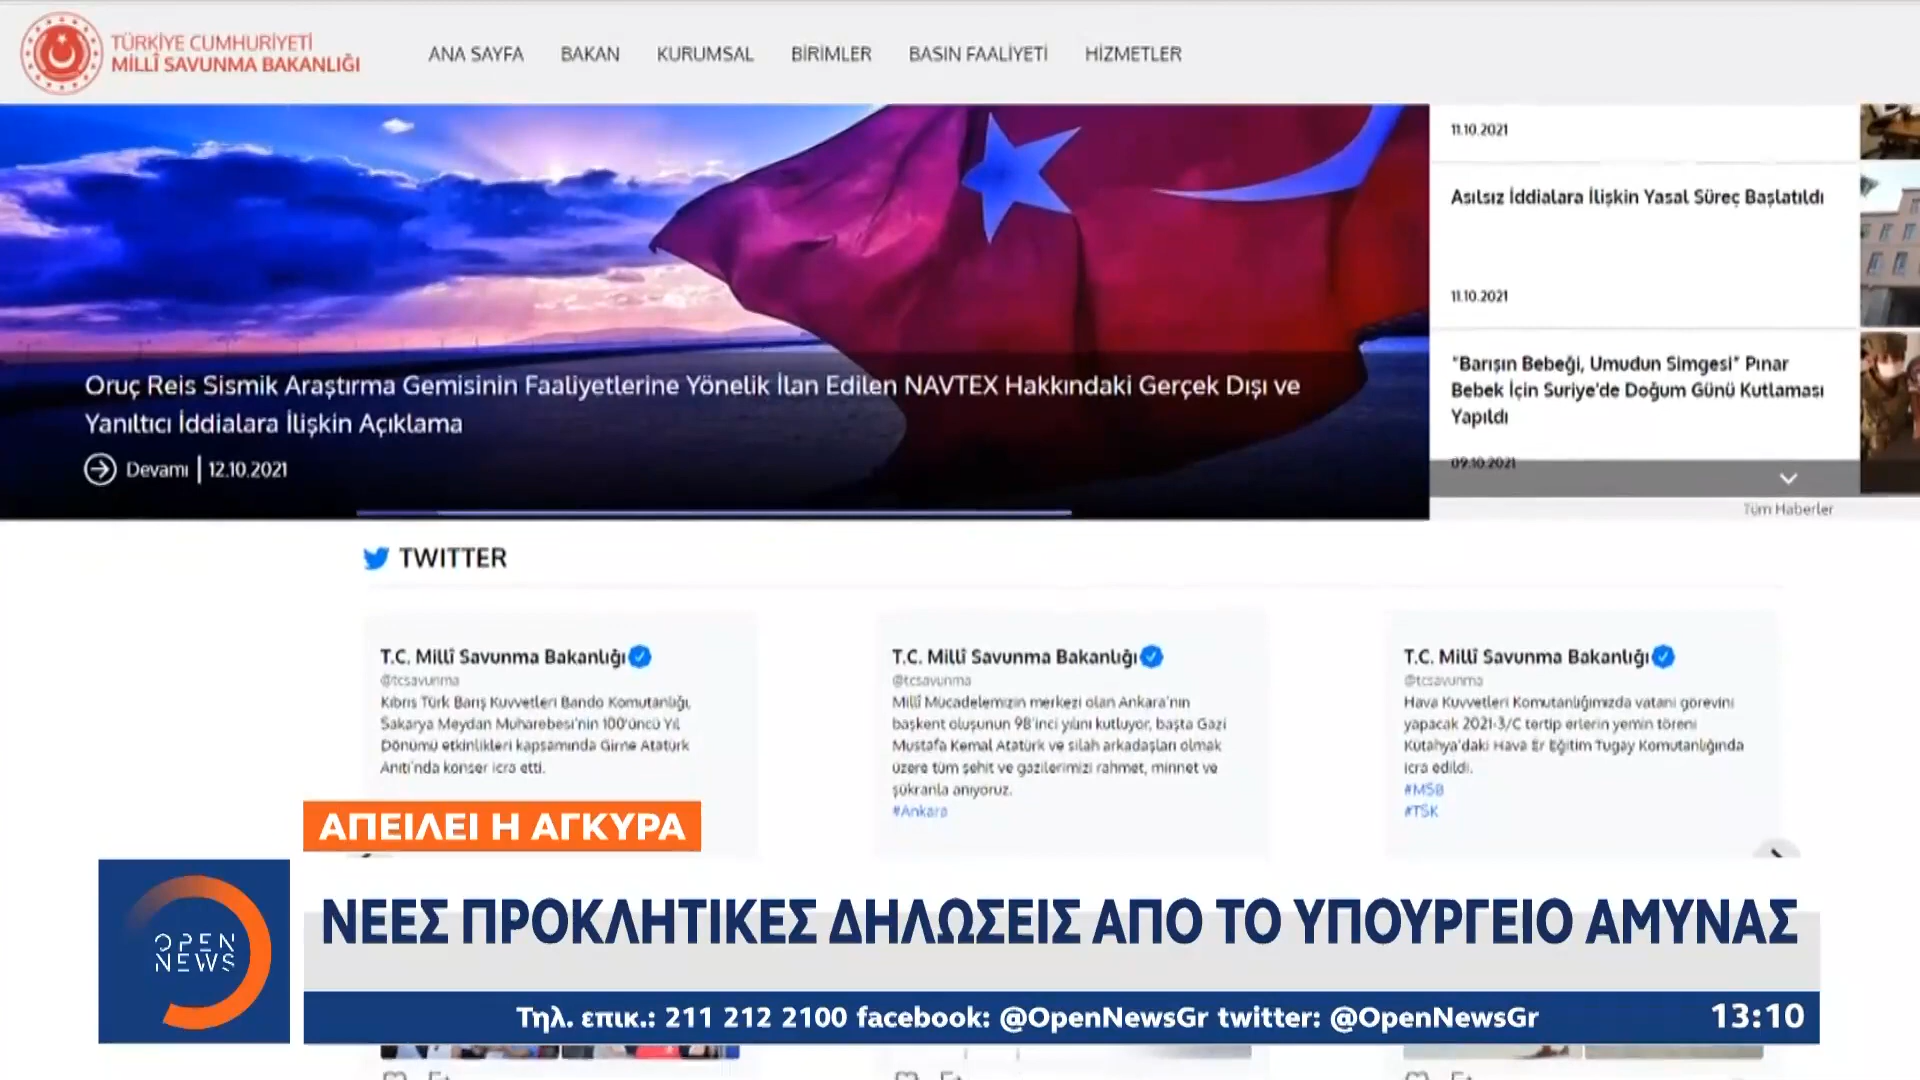 TÜRKİYE CUMHURİYETİ
MİLLÎ SAVUNMA BAKANLIĞI
ANA SAYFA BAKAN KURUMSAL BİRİMLER BASIN FAALİYETİ HİZMETLER
Oruç Reis Sismik Araştırma Gemisinin Faaliyetlerine Yönelik İlan Edilen NAVTEX Hakkındaki Gerçek Dışı ve
Yanıltıcı İddialara İlişkin Açıklama
Devamı | 12.10.2021
11.10.2021
Asılsız İddialara İlişkin Yasal Süreç Başlatıldı
11.10.2021
"Barışın Bebeği, Umudun Simgesi" Pınar
Bebek İçin Suriye'de Doğum Günü Kutlaması
Yapıldı
09.10.2021
Tüm Haberler
TWITTER
T.C. Millî Savunma Bakanlığı
@tcsavunma
Kıbrıs Türk Barış Kuvvetleri Bando Komutanlığı,
Sakarya Meydan Muharebesi'nin 100'üncü Yıl
Dönümü etkinlikleri kapsamında Girne Atatürk
Anıtı'nda konser icra etti.
T.C. Millî Savunma Bakanlığı
@tcsavunma
Millî Mücadelemizin merkezi olan Ankara'nın
başkent oluşunun 98'inci yılını kutluyor, başta Gazi
Mustafa Kemal Atatürk ve silah arkadaşları olmak
üzere tüm şehit ve gazilerimizi rahmet, minnet ve
şükranla anıyoruz.
#Ankara
T.C. Millî Savunma Bakanlığı
@tcsavunma
Hava Kuvvetleri Komutanlığımızda vatani görevini
yapacak 2021-3/C tertip erlerin yemin töreni
Kütahya'daki Hava Er Eğitim Tugay Komutanlığında
icra edildi.
#MSB
#TSK
ΑΠΕΙΛΕΙ Η ΑΓΚΥΡΑ
OPEN
NEWS
ΝΕΕΣ ΠΡΟΚΛΗΤΙΚΕΣ ΔΗΛΩΣΕΙΣ ΑΠΟ ΤΟ ΥΠΟΥΡΓΕΙΟ ΑΜΥΝΑΣ
Τηλ. επικ.: 211 212 2100 facebook: @OpenNewsGr twitter: @OpenNewsGr
13:10